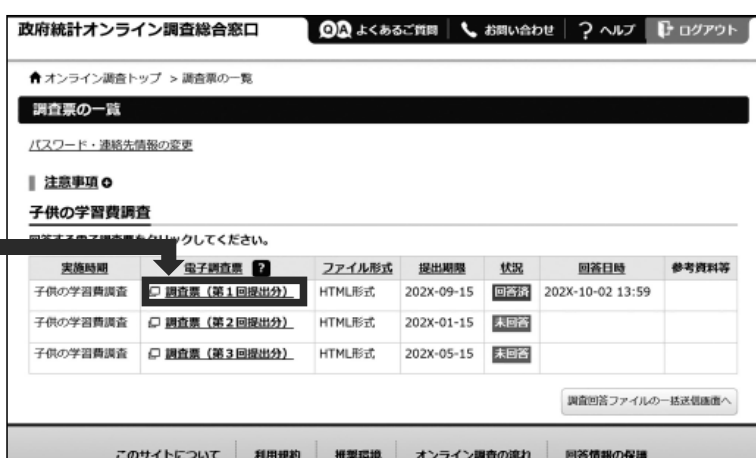 政府統計オンライン調査総合窓口
Q&A よくあるご質問
お問い合わせ
? ヘルプ
ログアウト
オンライン調査トップ > 調査票の一覧
調査票の一覧
パスワード・連絡先情報の変更
注意事項
子供の学習費調査
回答する電子調査票をクリックしてください。
実施時期 電子調査票 ? ファイル形式 提出期限 状況 回答日時 参考資料等
子供の学習費調査 調査票（第１回提出分） HTML形式 202X-09-15 回答済 202X-10-02 13:59
子供の学習費調査 調査票（第２回提出分） HTML形式 202X-01-15 未回答
子供の学習費調査 調査票（第３回提出分） HTML形式 202X-05-15 未回答
調査回答ファイルの一括送信画面へ
このサイトについて 利用規約 推奨環境 オンライン調査の流れ 回答情報の保護